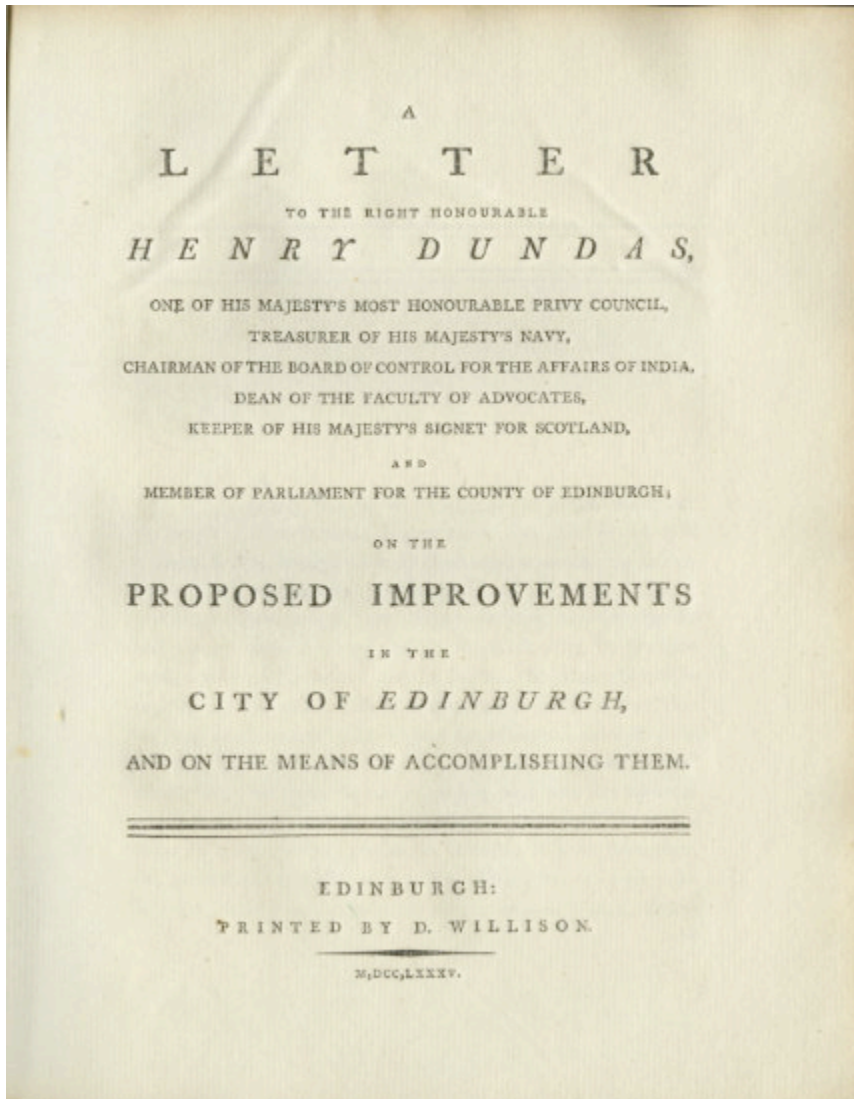 A
LETTER
TO THE RIGHT HONOURABLE
HENRY DUNDAS,
ONE OF HIS MAJESTY'S MOST HONOURABLE PRIVY COUNCIL,
TREASURER OF HIS MAJESTY'S NAVY,
CHAIRMAN OF THE BOARD OF CONTROL FOR THE AFFAIRS OF INDIA,
DEAN OF THE FACULTY OF ADVOCATES,
KEEPER OF HIS MAJESTY'S SIGNET FOR SCOTLAND,
AND
MEMBER OF PARLIAMENT FOR THE COUNTY OF EDINBURGH;
ON THE
PROPOSED IMPROVEMENTS
IN THE
CITY OF EDINBURGH,
AND ON THE MEANS OF ACCOMPLISHING THEM.
EDINBURGH:
PRINTED BY D. WILLISON.
M,DCC,LXXXV.